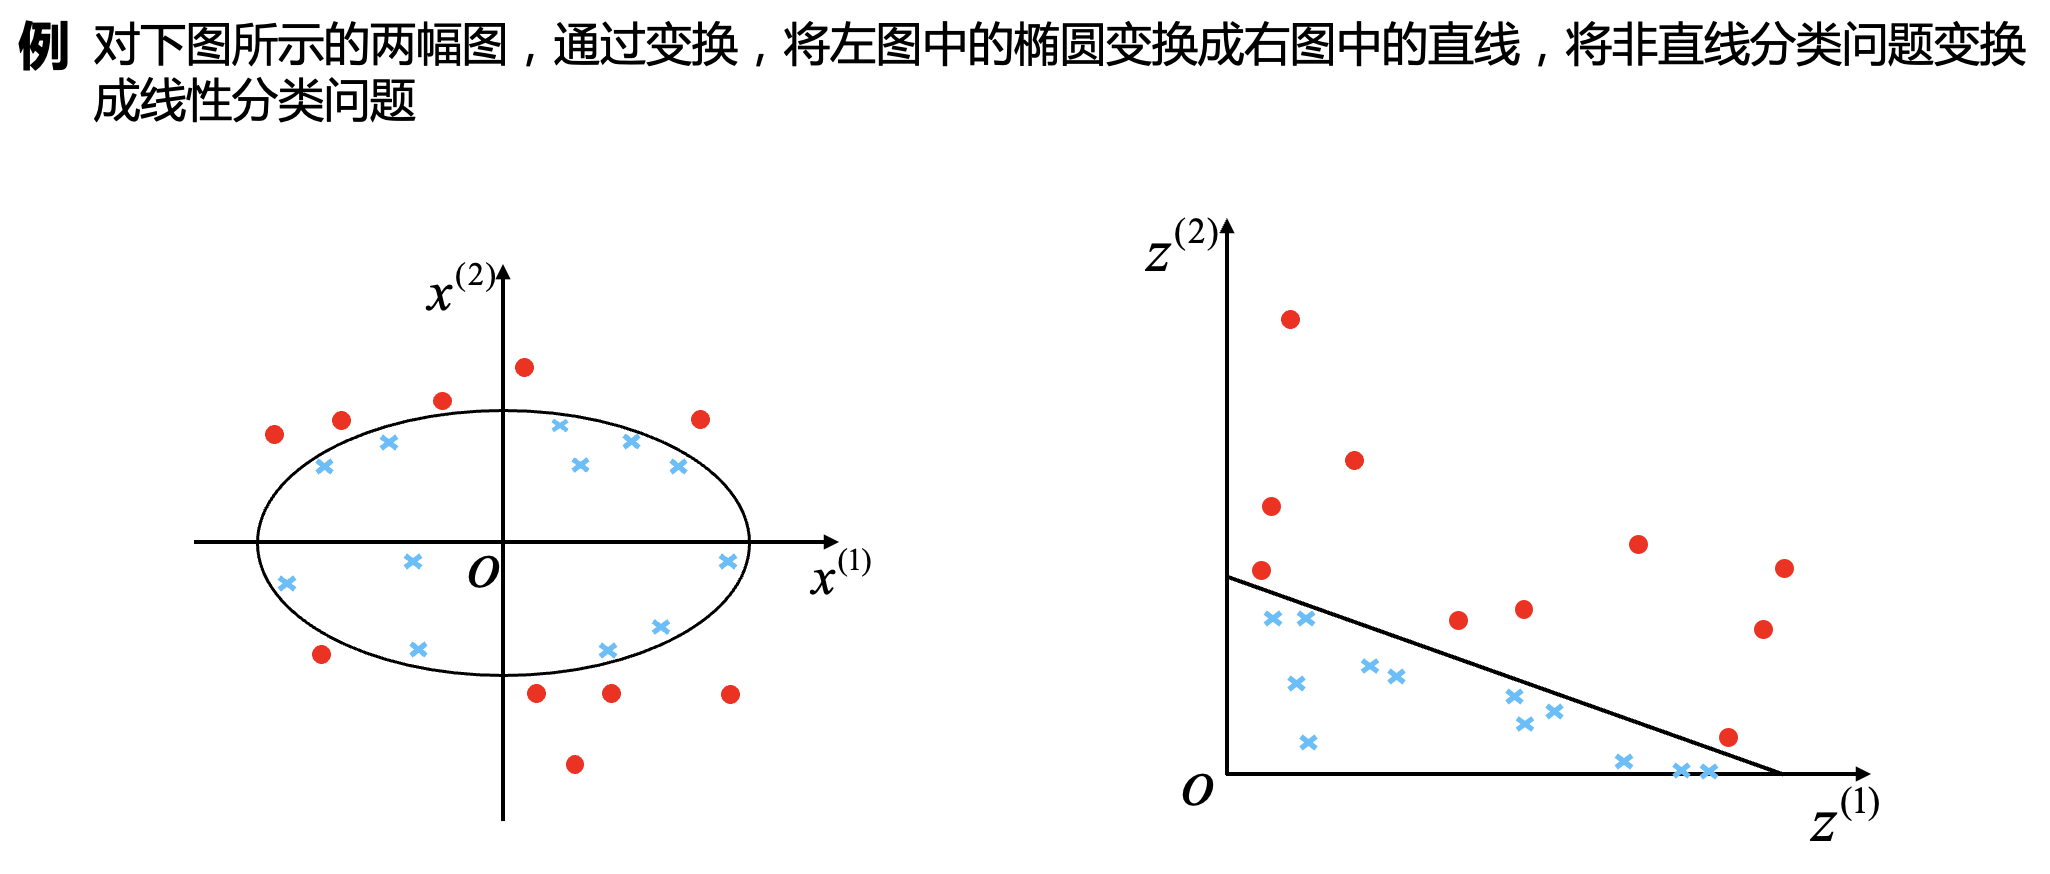 例 对下图所示的两幅图，通过变换，将左图中的椭圆变换成右图中的直线，将非直线分类问题变换
成线性分类问题
z^(2)
x^(2)
O
x^(1)
O
z^(1)